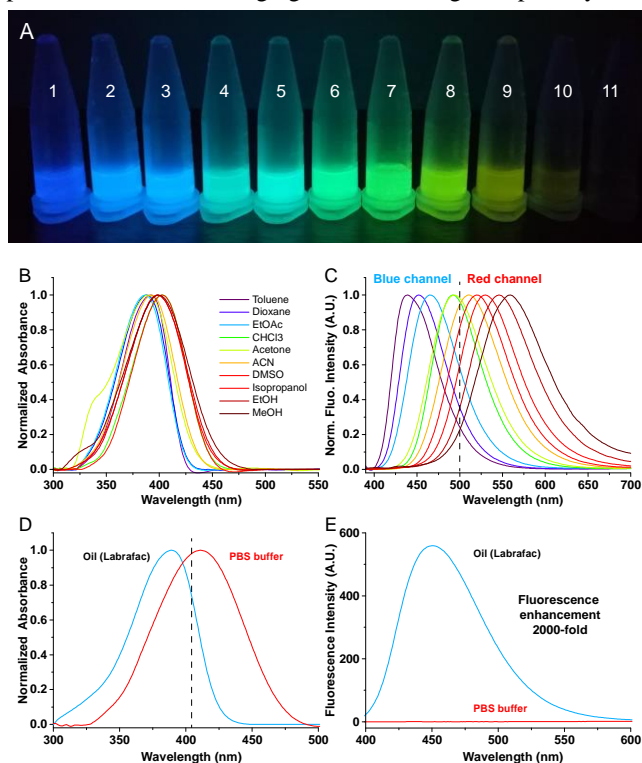 A
1 2 3 4 5 6 7 8 9 10 11
B
Normalized Absorbance
1.0
0.8
0.6
0.4
0.2
0.0
300 350 400 450 500 550
Wavelength (nm)
Toluene
Dioxane
EtOAc
CHCl3
Acetone
ACN
DMSO
Isopropanol
EtOH
MeOH
C
Blue channel Red channel
Norm. Fluo. Intensity (A.U.)
1.0
0.8
0.6
0.4
0.2
0.0
400 450 500 550 600 650 700
Wavelength (nm)
D
Normalized Absorbance
1.0
0.8
0.6
0.4
0.2
0.0
Oil (Labrafac)
PBS buffer
300 350 400 450 500
Wavelength (nm)
E
Fluorescence Intensity (A.U.)
600
400
200
0
Oil (Labrafac)
Fluorescence
enhancement
2000-fold
PBS buffer
400 450 500 550 600
Wavelength (nm)